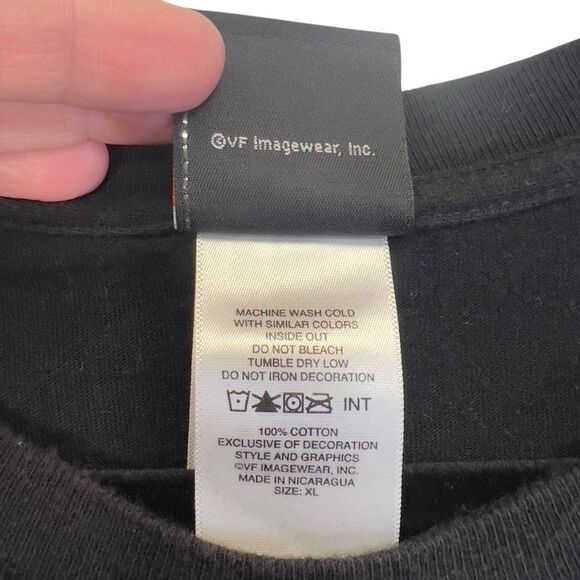 ©VF Imagewear, Inc.
MACHINE WASH COLD
WITH SIMILAR COLORS
INSIDE OUT
DO NOT BLEACH
TUMBLE DRY LOW
DO NOT IRON DECORATION
INT
100% COTTON
EXCLUSIVE OF DECORATION
STYLE AND GRAPHICS
©VF IMAGEWEAR, INC.
MADE IN NICARAGUA
SIZE: XL